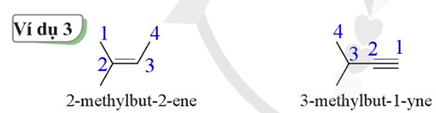 Ví dụ 3
1 4
2 3
2-methylbut-2-ene
4
3 2 1
3-methylbut-1-yne